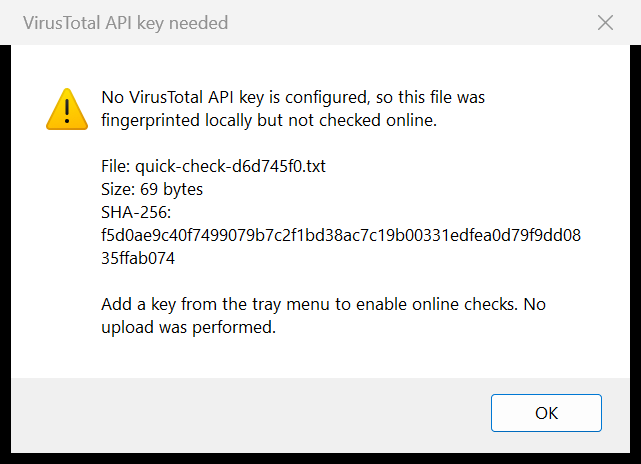 VirusTotal API key needed
No VirusTotal API key is configured, so this file was
fingerprinted locally but not checked online.
File: quick-check-d6d745f0.txt
Size: 69 bytes
SHA-256:
f5d0ae9c40f7499079b7c2f1bd38ac7c19b00331edfea0d79f9dd08
35ffab074
Add a key from the tray menu to enable online checks. No
upload was performed.
OK